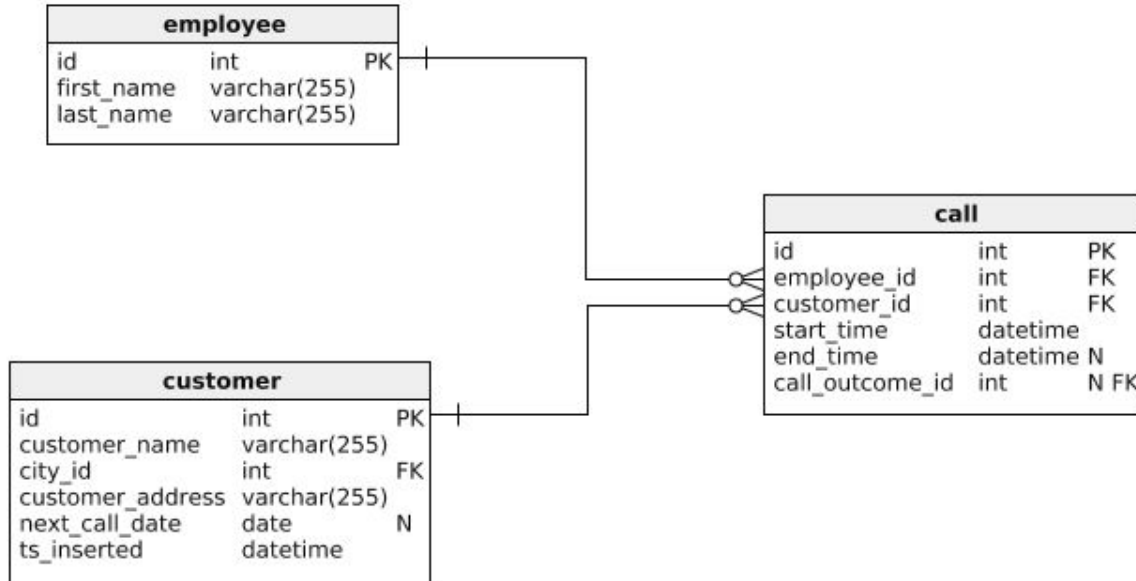 employee
id int PK
first_name varchar(255)
last_name varchar(255)
call
id int PK
employee_id int FK
customer_id int FK
start_time datetime
end_time datetime N
call_outcome_id int N FK
customer
id int PK
customer_name varchar(255)
city_id int FK
customer_address varchar(255)
next_call_date date N
ts_inserted datetime